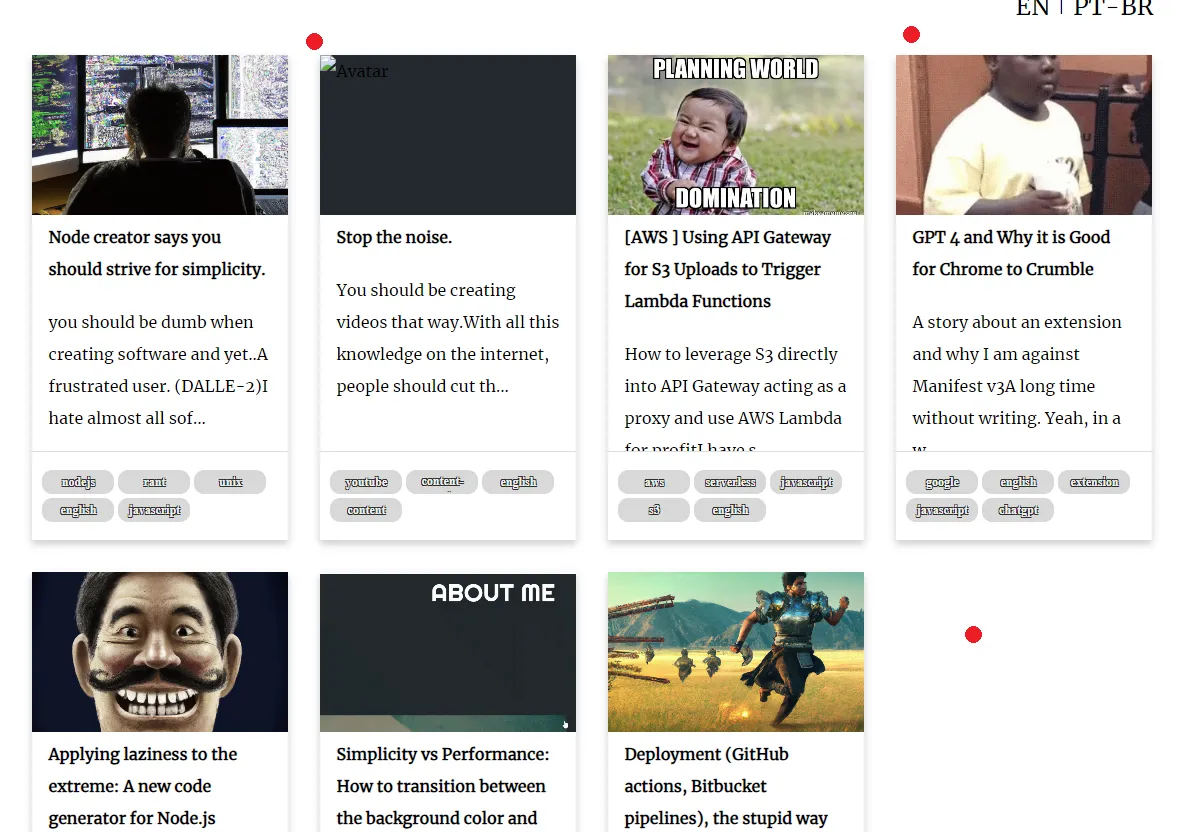 EN | PT-BR
Avatar
PLANNING WORLD
DOMINATION
makeameme.org
Node creator says you
should strive for simplicity.
you should be dumb when
creating software and yet..A
frustrated user. (DALLE-2)I
hate almost all sof...
nodejs
rant
unix
english
javascript
Stop the noise.
You should be creating
videos that way.With all this
knowledge on the internet,
people should cut th...
youtube
content-
english
content
[AWS ] Using API Gateway
for S3 Uploads to Trigger
Lambda Functions
How to leverage S3 directly
into API Gateway acting as a
proxy and use AWS Lambda
for profitI have s
aws
serverless
javascript
s3
english
GPT 4 and Why it is Good
for Chrome to Crumble
A story about an extension
and why I am against
Manifest v3A long time
without writing. Yeah, in a
w
google
english
extension
javascript
chatgpt
ABOUT ME
Applying laziness to the
extreme: A new code
generator for Node.js
Simplicity vs Performance:
How to transition between
the background color and
Deployment (GitHub
actions, Bitbucket
pipelines), the stupid way